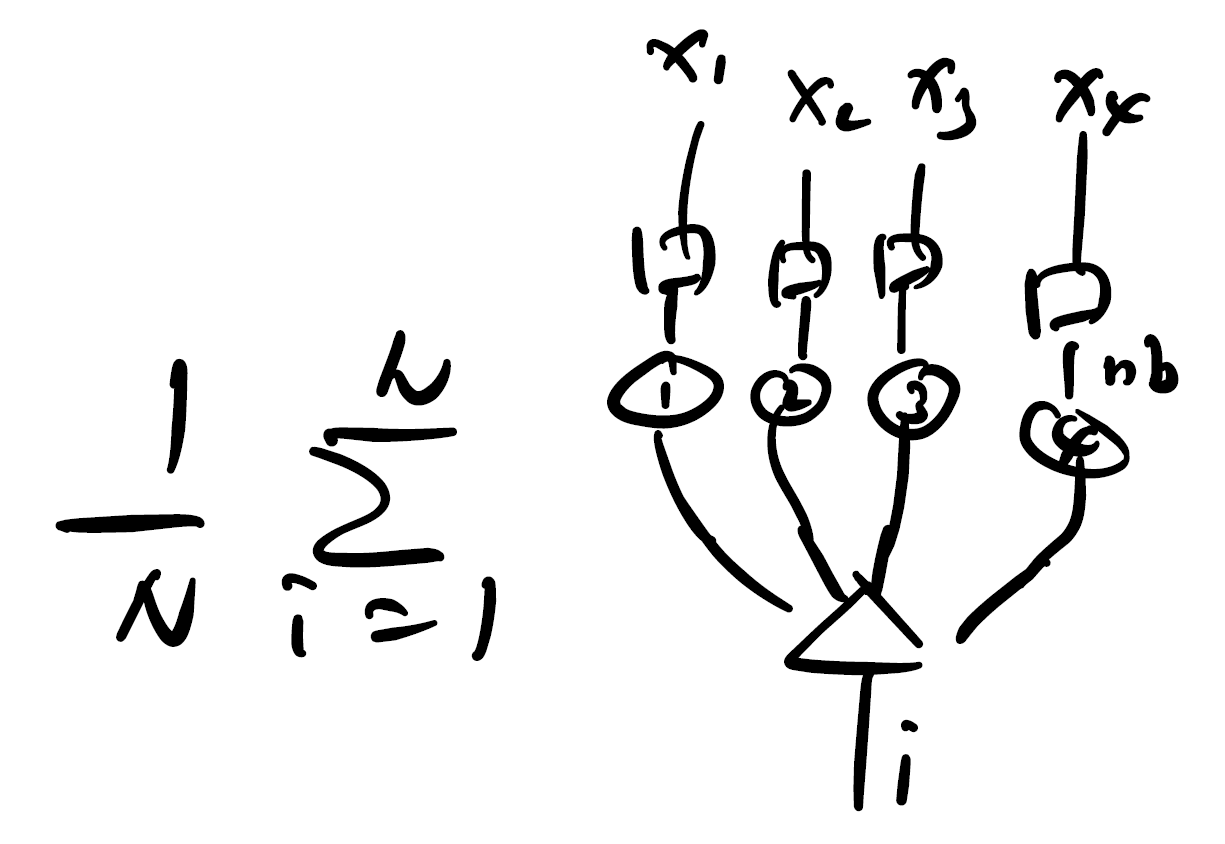 x₁ x₂ x₃ x₄
1 2 3 4
nb
1/N ∑ N i=1
i